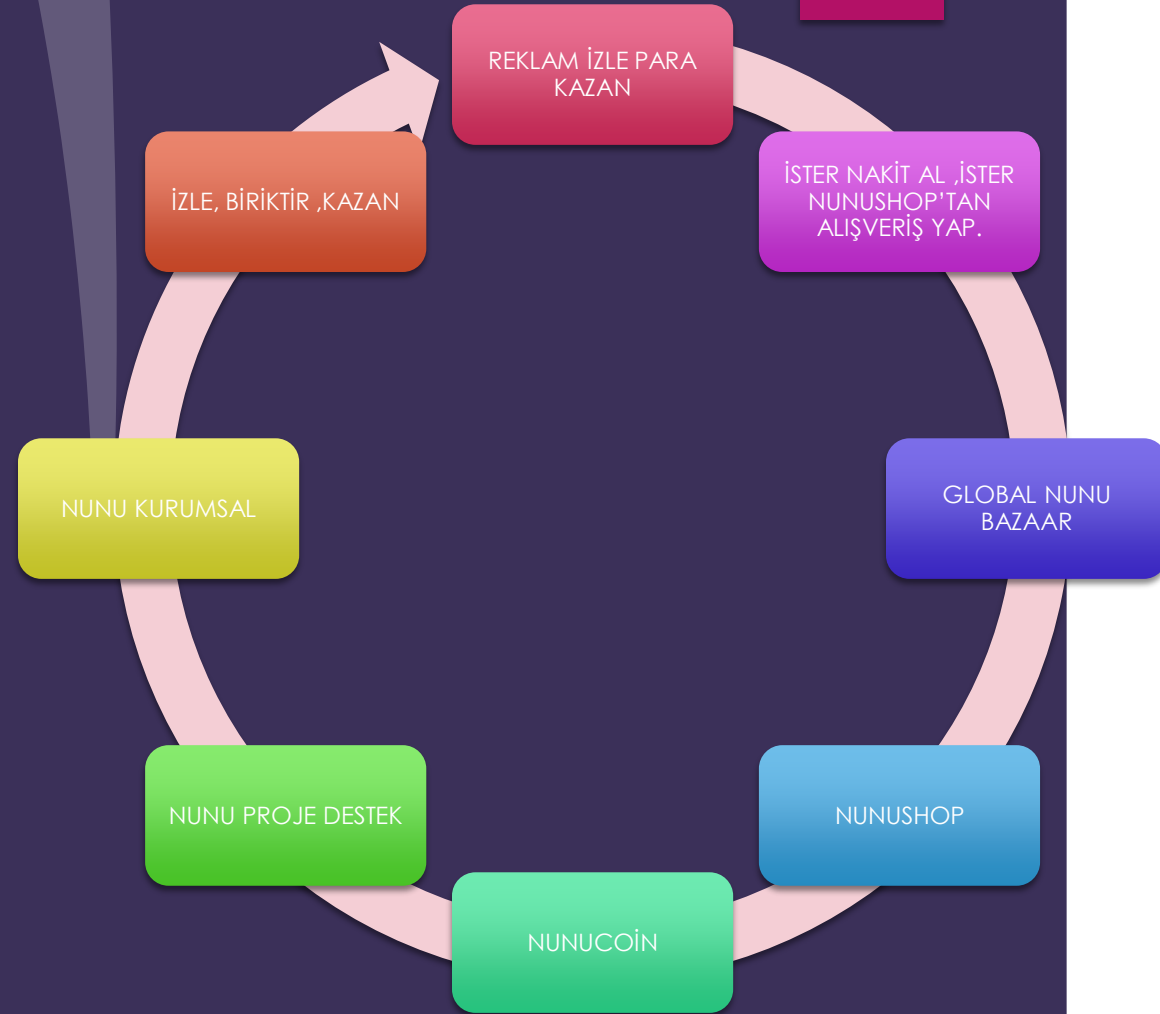 REKLAM İZLE PARA
KAZAN
İSTER NAKİT AL ,İSTER
NUNUSHOP'TAN
ALIŞVERİŞ YAP.
GLOBAL NUNU
BAZAAR
NUNUSHOP
NUNUCOİN
NUNU PROJE DESTEK
NUNU KURUMSAL
İZLE, BİRİKTİR ,KAZAN